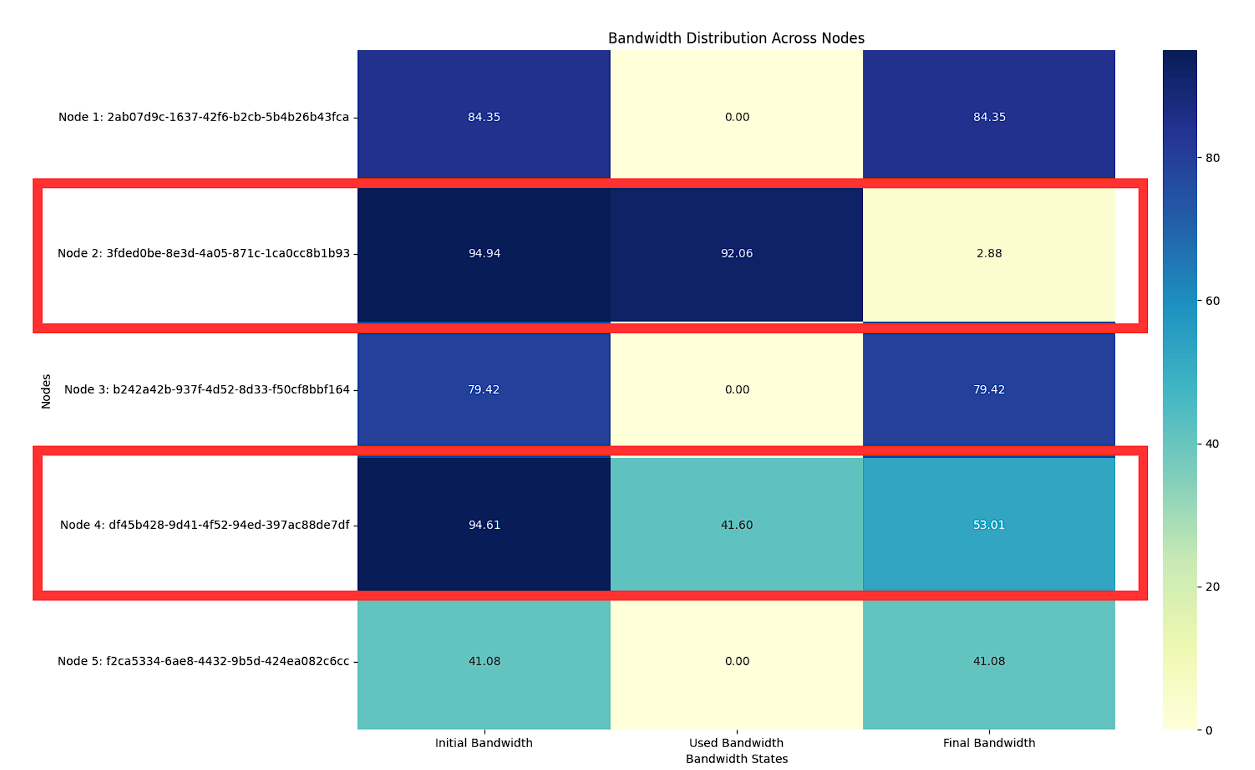 Bandwidth Distribution Across Nodes
Node 1: 2ab07d9c-1637-42f6-b2cb-5b4b26b43fca
84.35
0.00
84.35
Node 2: 3fded0be-8e3d-4a05-871c-1ca0cc8b1b93
94.94
92.06
2.88
Node 3: b242a42b-937f-4d52-8d33-f50cf8bbf164
79.42
0.00
79.42
Node 4: df45b428-9d41-4f52-94ed-397ac88de7df
94.61
41.60
53.01
Node 5: f2ca5334-6ae8-4432-9b5d-424ea082c6cc
41.08
0.00
41.08
Nodes
Initial Bandwidth
Used Bandwidth
Final Bandwidth
Bandwidth States
80
60
40
20
0